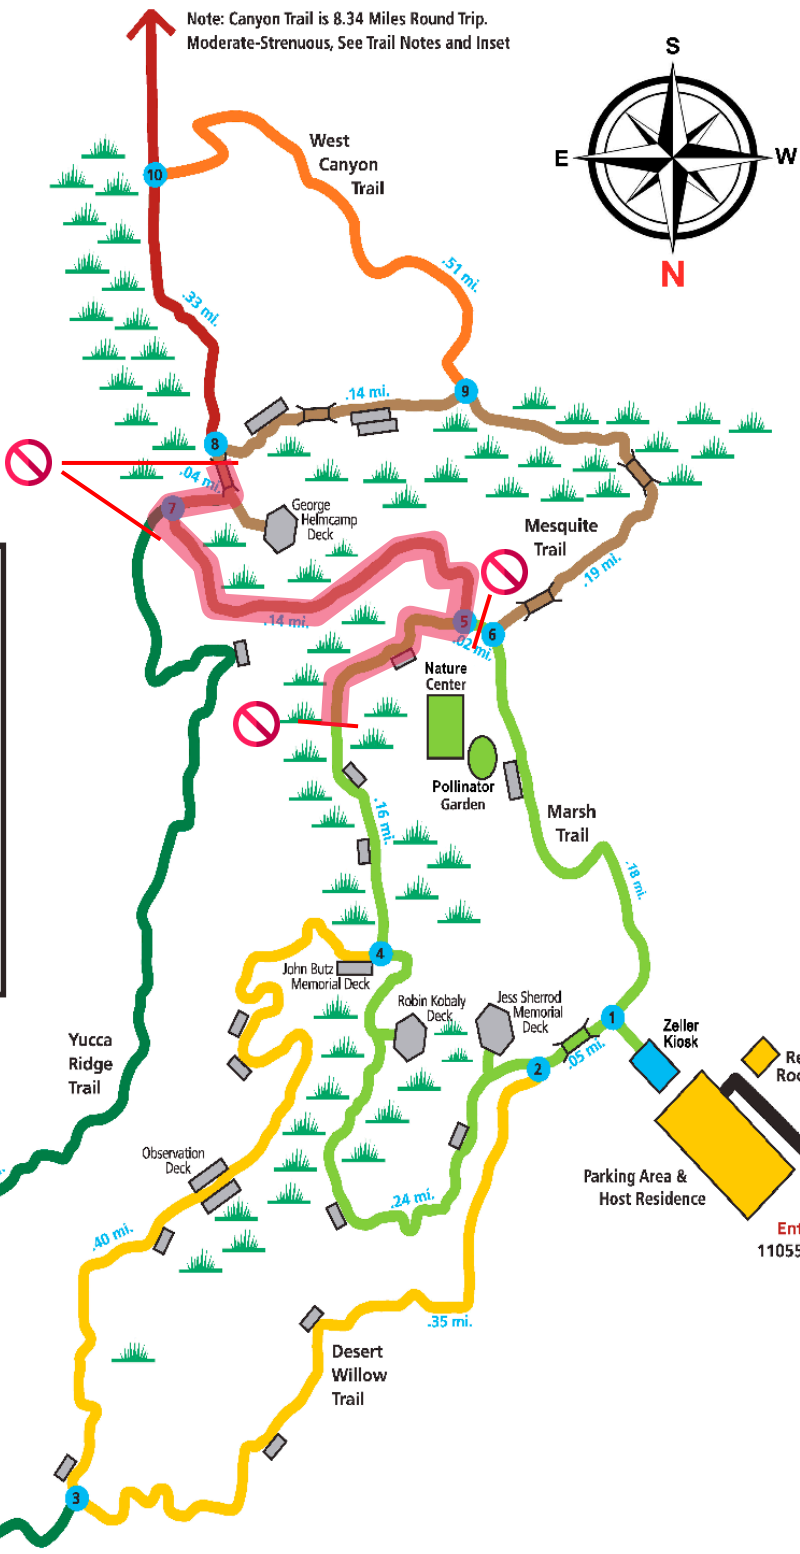 Note: Canyon Trail is 8.34 Miles Round Trip.
Moderate-Strenuous, See Trail Notes and Inset
S
E
W
N
West
Canyon
Trail
10
.51 mi.
.33 mi.
.14 mi.
9
8
.04 mi.
7
George
Helmcamp
Deck
Mesquite
Trail
.19 mi.
.14 mi.
5
6
.02 mi.
Nature
Center
Pollinator
Garden
.16 mi.
Marsh
Trail
.18 mi.
4
John Butz
Memorial Deck
Robin Kobaly
Deck
Jess Sherrod
Memorial
Deck
1
Zeller
Kiosk
2
.05 mi.
Yucca
Ridge
Trail
Re
Roo
Observation
Deck
Parking Area &
Host Residence
.24 mi.
.40 mi.
Ent
11055
.35 mi.
Desert
Willow
Trail
3